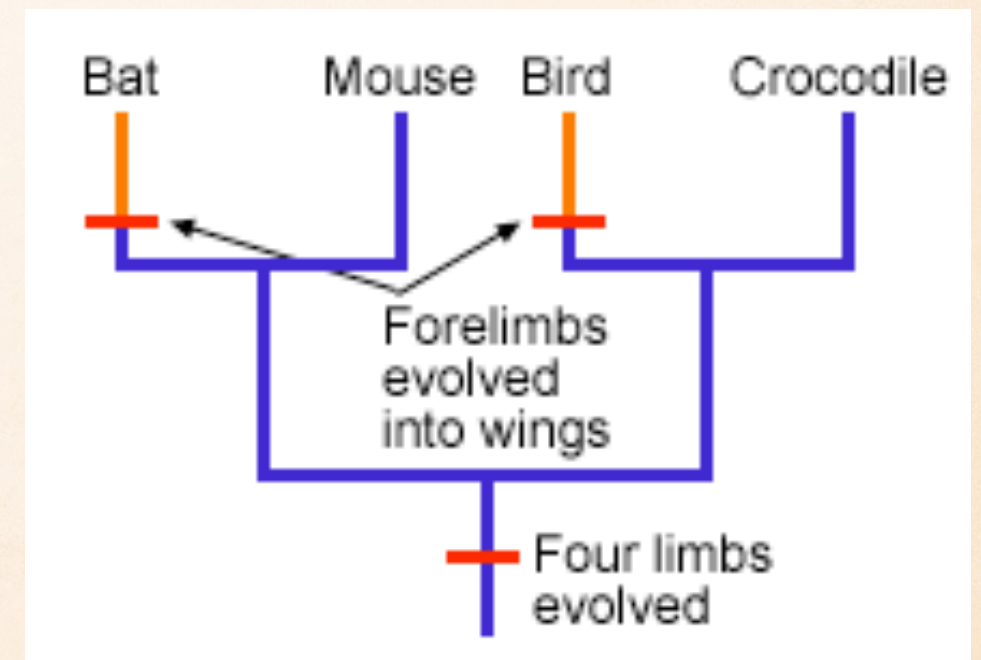 Bat Mouse Bird Crocodile
Forelimbs
evolved
into wings
Four limbs
evolved